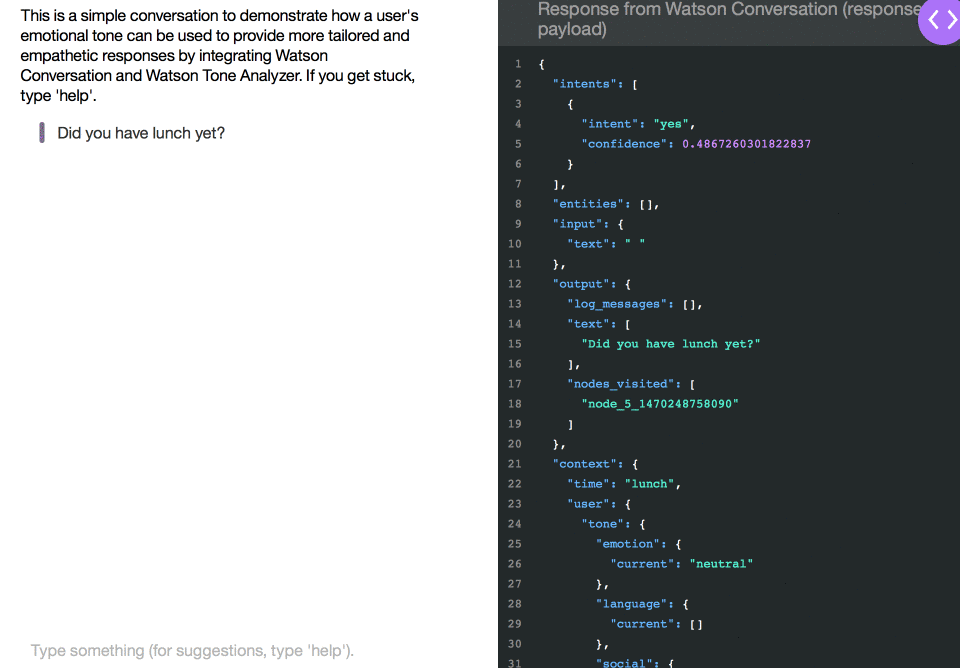 This is a simple conversation to demonstrate how a user's
emotional tone can be used to provide more tailored and
empathetic responses by integrating Watson
Conversation and Watson Tone Analyzer. If you get stuck,
type 'help'.
Did you have lunch yet?
Type something (for suggestions, type 'help').
Response from Watson Conversation (response
payload)
1 {
2 "intents": [
3 {
4 "intent": "yes",
5 "confidence": 0.4867260301822837
6 }
7 ],
8 "entities": [],
9 "input": {
10 "text": " "
11 },
12 "output": {
13 "log_messages": [],
14 "text": [
15 "Did you have lunch yet?"
16 ],
17 "nodes_visited": [
18 "node_5_1470248758090"
19 ]
20 },
21 "context": {
22 "time": "lunch",
23 "user": {
24 "tone": {
25 "emotion": {
26 "current": "neutral"
27 },
28 "language": {
29 "current": []
30 },
31 "social": {